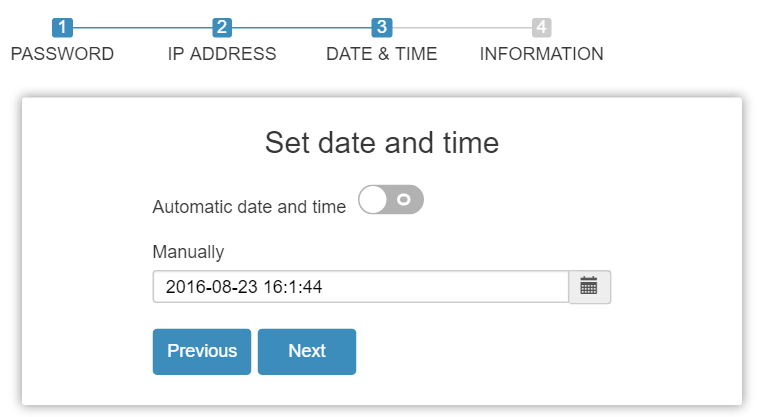 1 2 3 4
PASSWORD IP ADDRESS DATE & TIME INFORMATION
Set date and time
Automatic date and time
Manually
2016-08-23 16:1:44
Previous Next